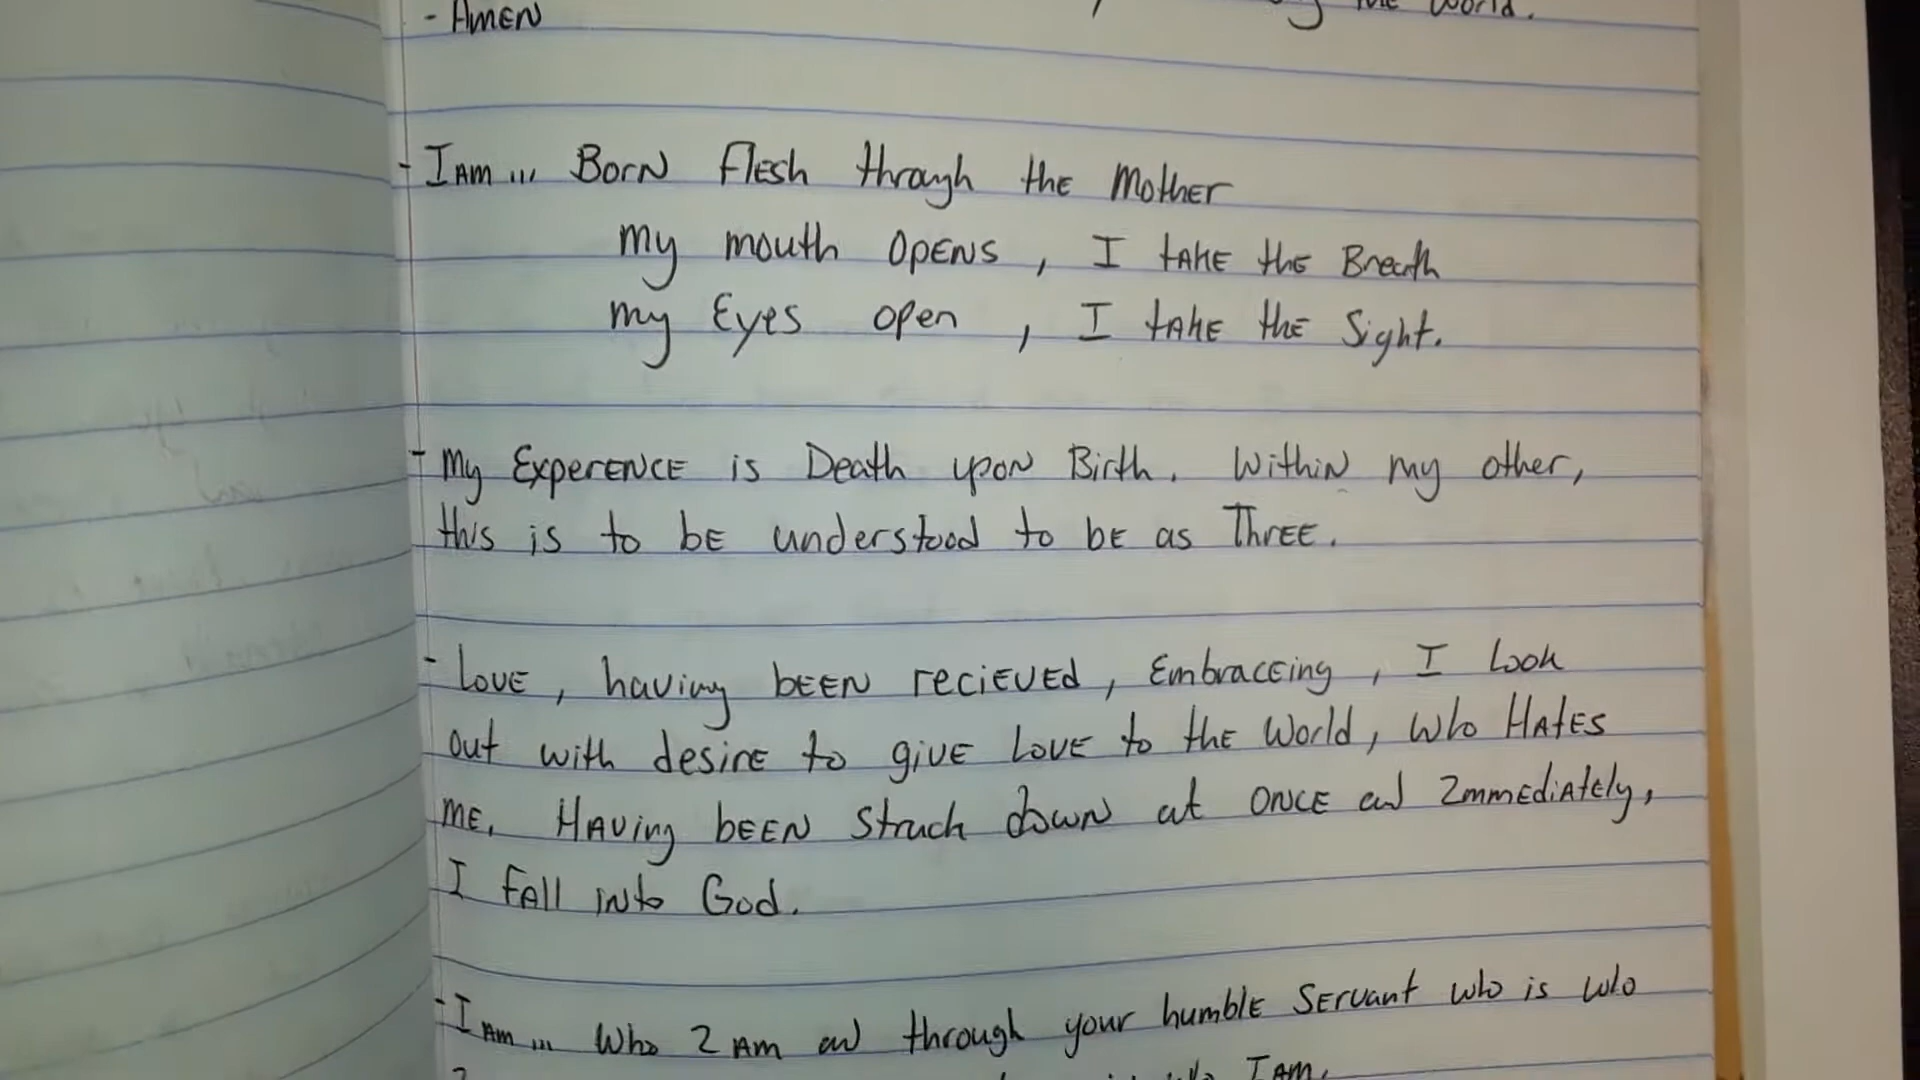 - Amen the World.
- I AM... Born Flesh through the Mother
my mouth opens, I take the Breath
my Eyes open, I take the Sight.
- My Experence is Death upon Birth. Within my other,
this is to be understood to be as Three.
- Love, having been recieved, Embraceing, I look
out with desire to give Love to the World, who Hates
me. Having been Struck down at once and Immediately,
I fall into God.
- I AM... Who I AM and through your humble Servant who is who
I AM.